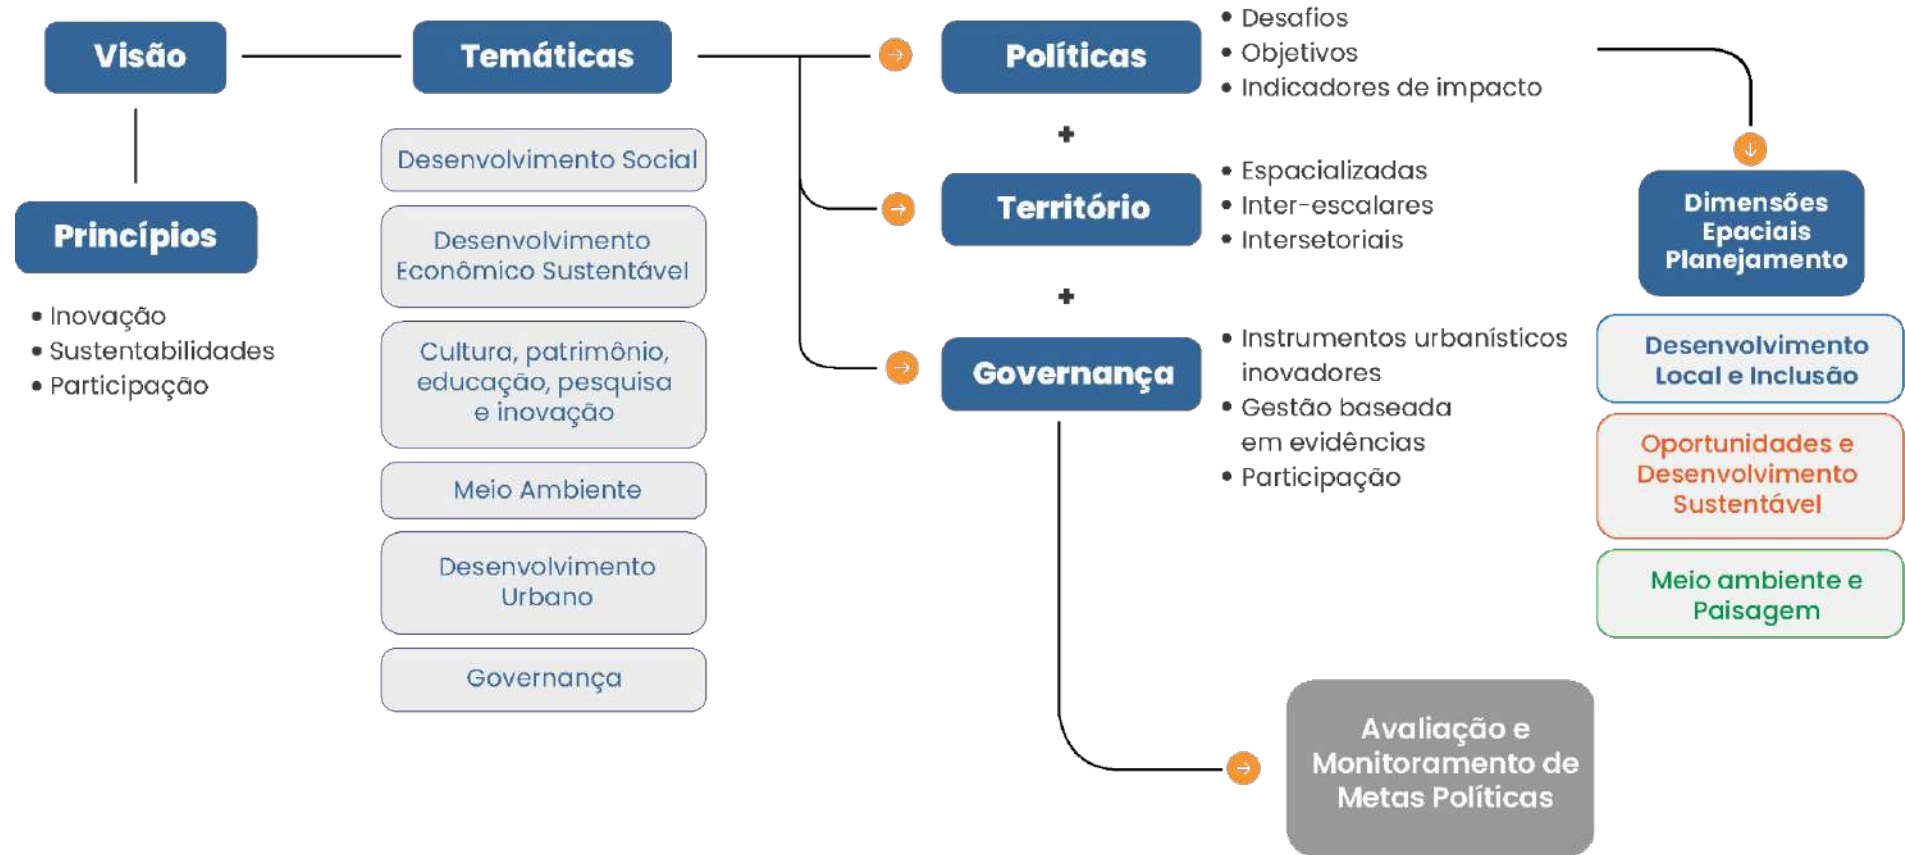 Visão
Princípios
• Inovação
• Sustentabilidades
• Participação
Temáticas
Desenvolvimento Social
Desenvolvimento
Econômico Sustentável
Cultura, patrimônio,
educação, pesquisa
e inovação
Meio Ambiente
Desenvolvimento
Urbano
Governança
Políticas
• Desafios
• Objetivos
• Indicadores de impacto
+
Território
• Espacializadas
• Inter-escalares
• Intersetoriais
+
Governança
• Instrumentos urbanísticos
inovadores
• Gestão baseada
em evidências
• Participação
Dimensões
Epaciais
Planejamento
Desenvolvimento
Local e Inclusão
Oportunidades e
Desenvolvimento
Sustentável
Meio ambiente e
Paisagem
Avaliação e
Monitoramento de
Metas Políticas